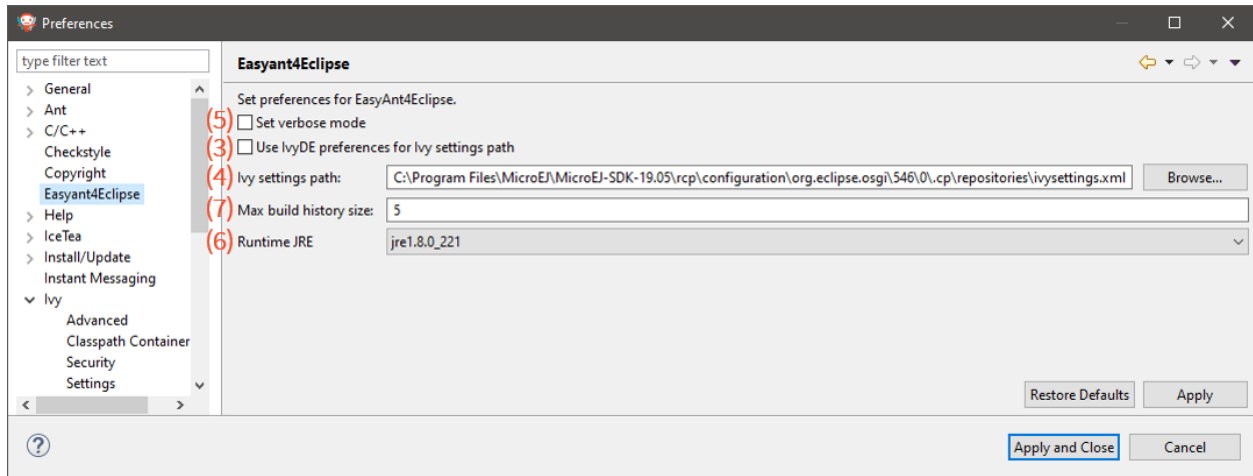 Preferences
type filter text
Easyant4Eclipse
General
Ant
C/C++
Checkstyle
Copyright
Easyant4Eclipse
Help
IceTea
Install/Update
Instant Messaging
Ivy
Advanced
Classpath Container
Security
Settings
Set preferences for EasyAnt4Eclipse.
(5) Set verbose mode
(3) Use IvyDE preferences for Ivy settings path
(4) Ivy settings path: C:\Program Files\MicroEJ\MicroEJ-SDK-19.05\rcp\configuration\org.eclipse.osgi\546\0\.cp\repositories\ivysettings.xml Browse...
(7) Max build history size: 5
(6) Runtime JRE jre1.8.0_221
Restore Defaults Apply
? Apply and Close Cancel